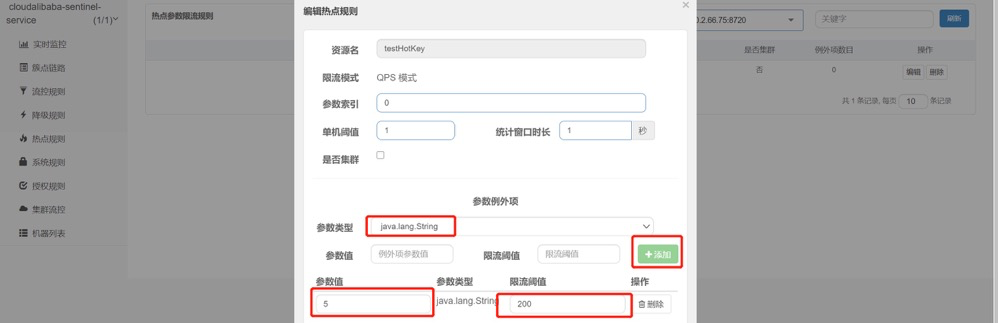 cloudalibaba-sentinel-
service (1/1)
实时监控
簇点链路
流控规则
降级规则
热点规则
系统规则
授权规则
集群流控
机器列表
热点参数限流规则
0.2.66.75:8720
关键字
刷新
是否集群 例外项数目 操作
否 0 编辑 删除
共 1 条记录, 每页 10 条记录
编辑热点规则 ×
资源名 testHotKey
限流模式 QPS 模式
参数索引 0
单机阈值 1 统计窗口时长 1 秒
是否集群
参数例外项
参数类型 java.lang.String
参数值 例外项参数值 限流阈值 限流阈值 添加
参数值 参数类型 限流阈值 操作
5 java.lang.String 200 删除